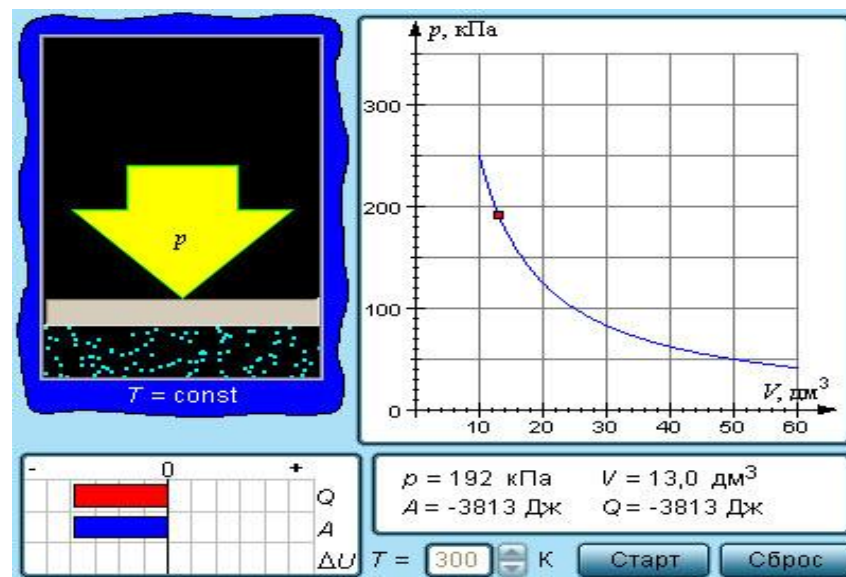 p
T = const
p, кПа
300
200
100
0
10 20 30 40 50 60
V, дм³
- 0 +
Q
A
ΔU
p = 192 кПа V = 13,0 дм³
A = -3813 Дж Q = -3813 Дж
T = 300 К Старт Сброс